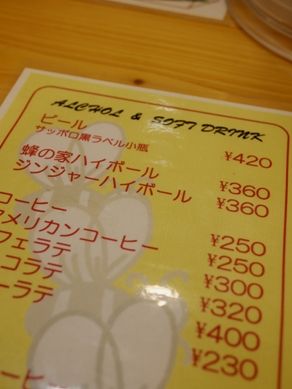 ALCHOL & SOFT DRINK
ビール
サッポロ黒ラベル小瓶 ¥420
蜂の家ハイボール ¥360
ジンジャーハイボール ¥360
コーヒー ¥250
メリカンコーヒー ¥250
フェラテ ¥300
コラテ ¥320
ーラテ ¥400
¥230
ーヒー